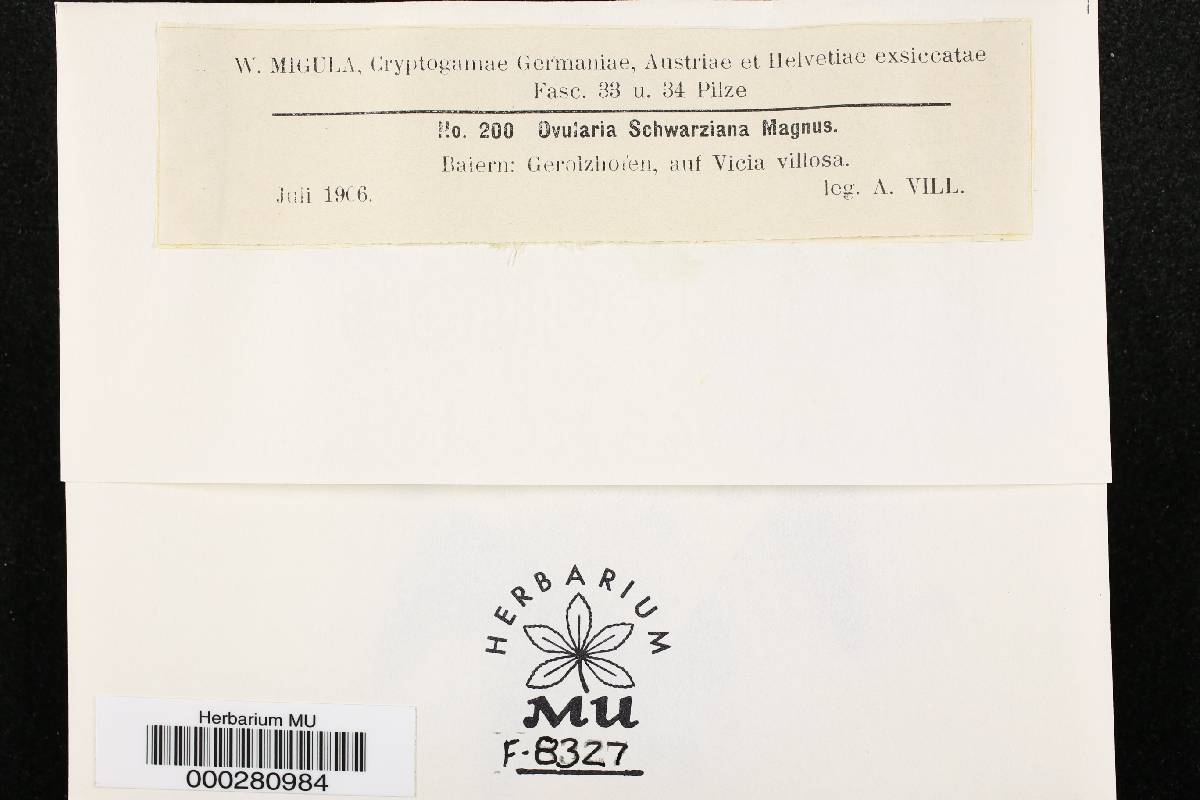 W. MIGULA, Cryptogamae Germaniae, Austriae et Helvetiae exsiccatae
Fasc. 33 u. 34 Pilze
No. 200 Ovularia Schwarziana Magnus.
Baiern: Gerolzhofen, auf Vicia villosa.
Juli 1906.
leg. A. VILL.
HERBARIUM
MU
F-8327
Herbarium MU
000280984